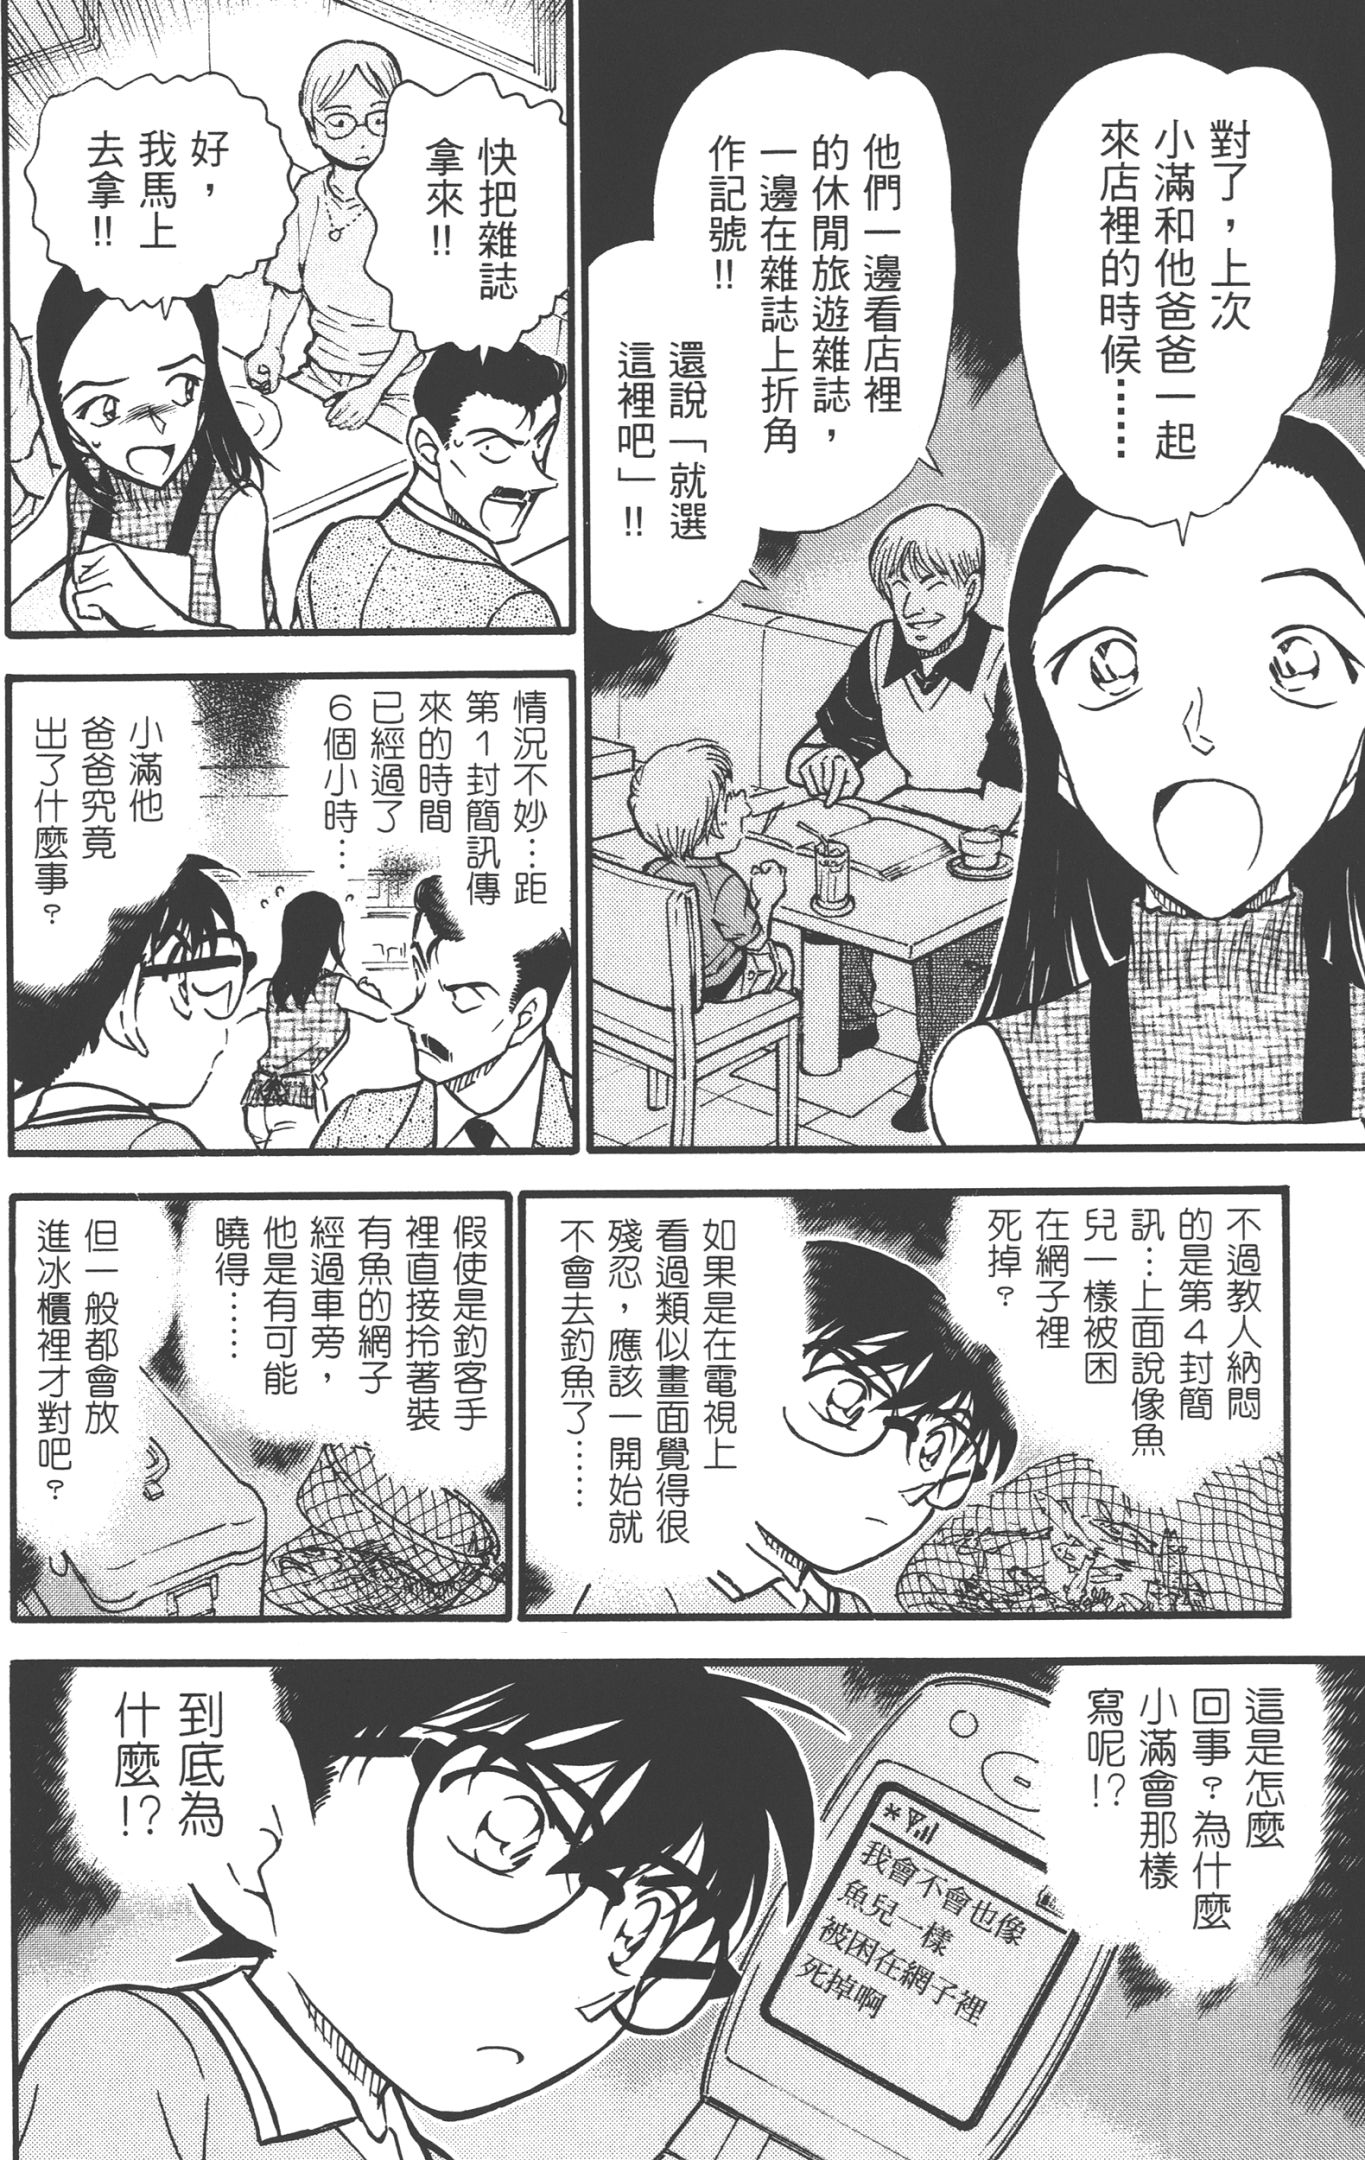 對了，上次
小滿和他爸爸一起
來店裡的時候……
他們一邊看店裡
的休閒旅遊雜誌，
一邊在雜誌上折角
作記號!!
還說「就選
這裡吧」!!
快把雜誌
拿來!!
好，
我馬上
去拿!!
情況不妙…距
第1封簡訊傳
來的時間
已經過了
6個小時…
小滿他
爸爸究竟
出了什麼事?
不過教人納悶
的是第4封簡
訊…上面說像魚
兒一樣被困
在網子裡
死掉?
如果是在電視上
看過類似畫面覺得很
殘忍，應該一開始就
不會去釣魚了……
假使是釣客手
裡直接拎著裝
有魚的網子
經過車旁，
他是有可能
曉得……
但一般都會放
進冰櫃裡才對吧?
這是怎麼
回事?為什麼
小滿會那樣
寫呢!?
我會不會也像
魚兒一樣
被困在網子裡
死掉啊
到底為
什麼!?